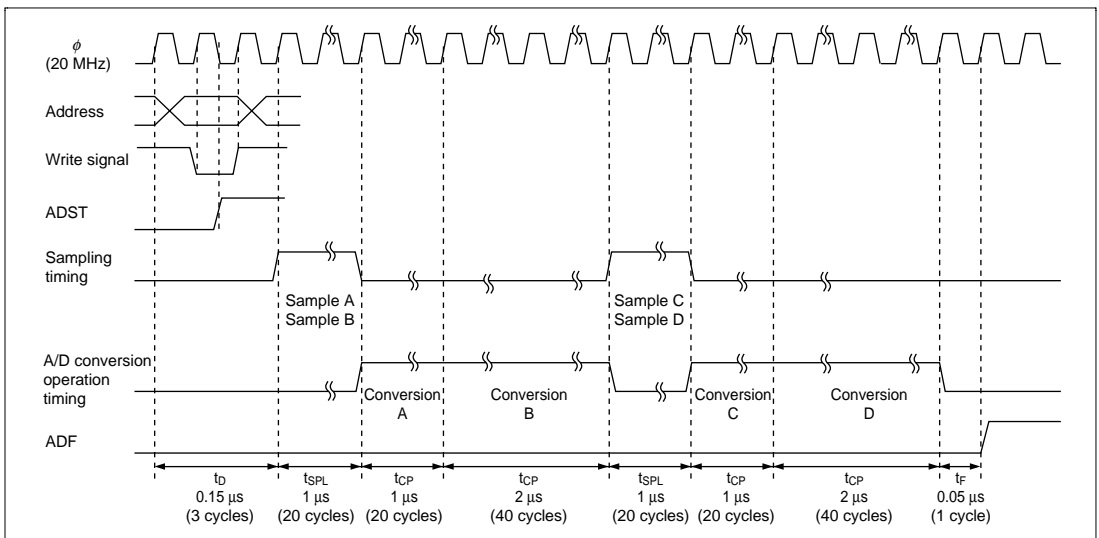 ϕ
(20 MHz)
Address
Write signal
ADST
Sampling
timing
Sample A
Sample B
Sample C
Sample D
A/D conversion
operation
timing
Conversion
A
Conversion
B
Conversion
C
Conversion
D
ADF
tD
0.15 µs
(3 cycles)
tSPL
1 µs
(20 cycles)
tCP
1 µs
(20 cycles)
tCP
2 µs
(40 cycles)
tSPL
1 µs
(20 cycles)
tCP
1 µs
(20 cycles)
tCP
2 µs
(40 cycles)
tF
0.05 µs
(1 cycle)